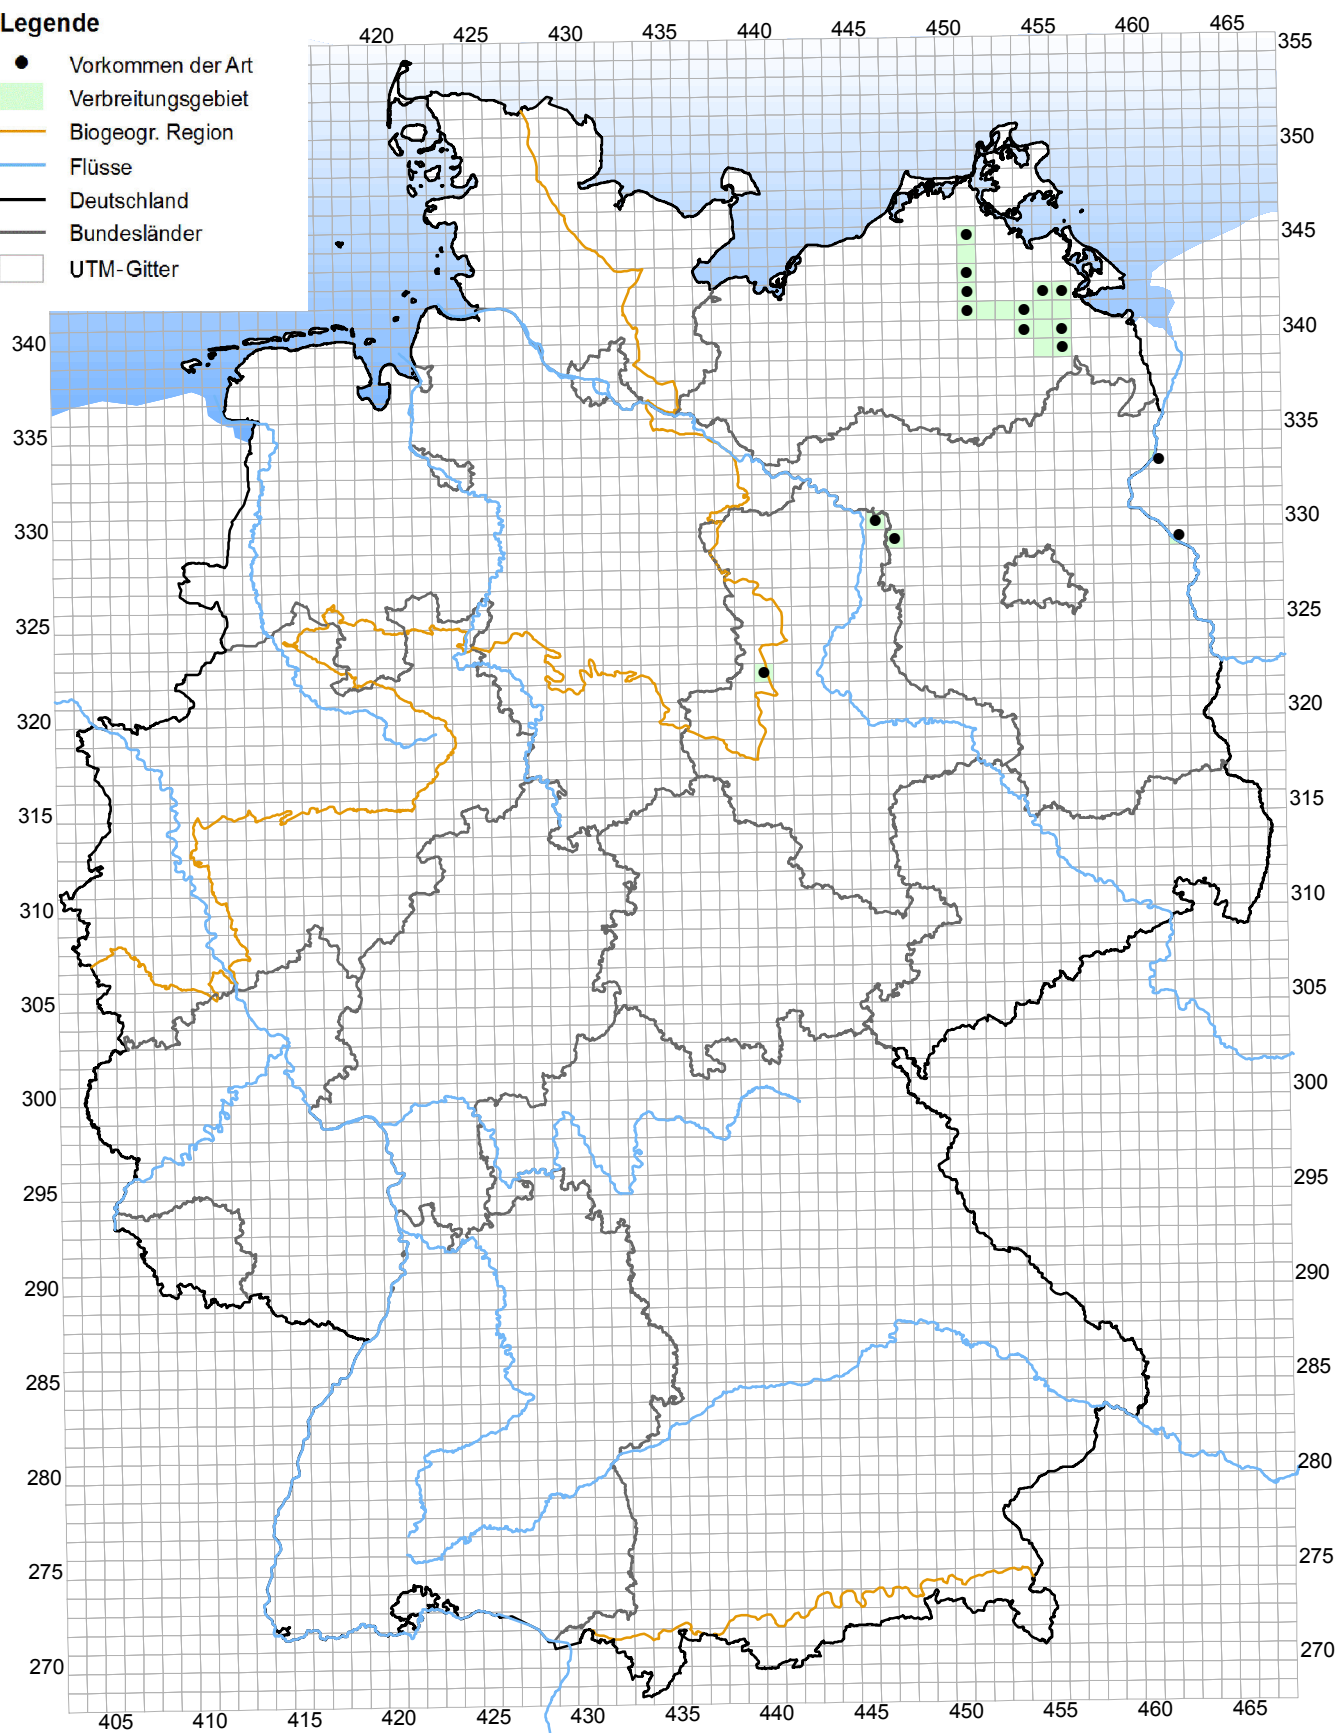 Legende
Vorkommen der Art
Verbreitungsgebiet
Biogeogr. Region
Flüsse
Deutschland
Bundesländer
UTM-Gitter
420 425 430 435 440 445 450 455 460 465
355
350
345
340 340
335 335
330 330
325 325
320 320
315 315
310 310
305 305
300 300
295 295
290 290
285 285
280 280
275 275
270 270
405 410 415 420 425 430 435 440 445 450 455 460 465